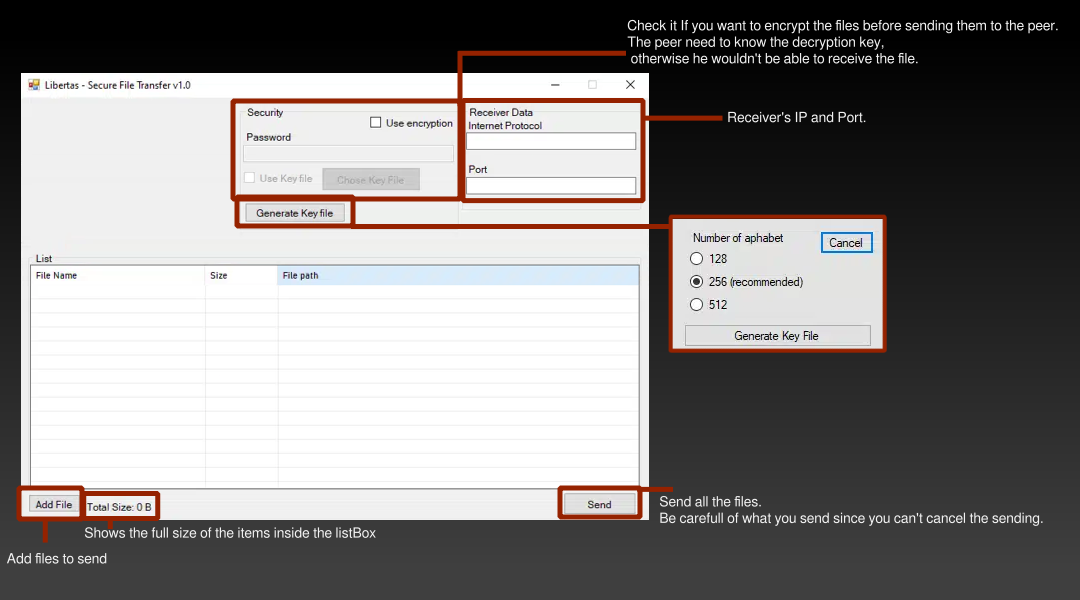 Check it If you want to encrypt the files before sending them to the peer.
The peer need to know the decryption key,
otherwise he wouldn't be able to receive the file.
Libertas - Secure File Transfer v1.0
Security
Use encryption
Password
Use Key file
Chose Key File
Generate Key file
Receiver Data
Internet Protocol
Port
Receiver's IP and Port.
Number of aphabet
Cancel
128
256 (recommended)
512
Generate Key File
List
File Name
Size
File path
Add File
Total Size: 0 B
Send
Send all the files.
Be carefull of what you send since you can't cancel the sending.
Shows the full size of the items inside the listBox
Add files to send